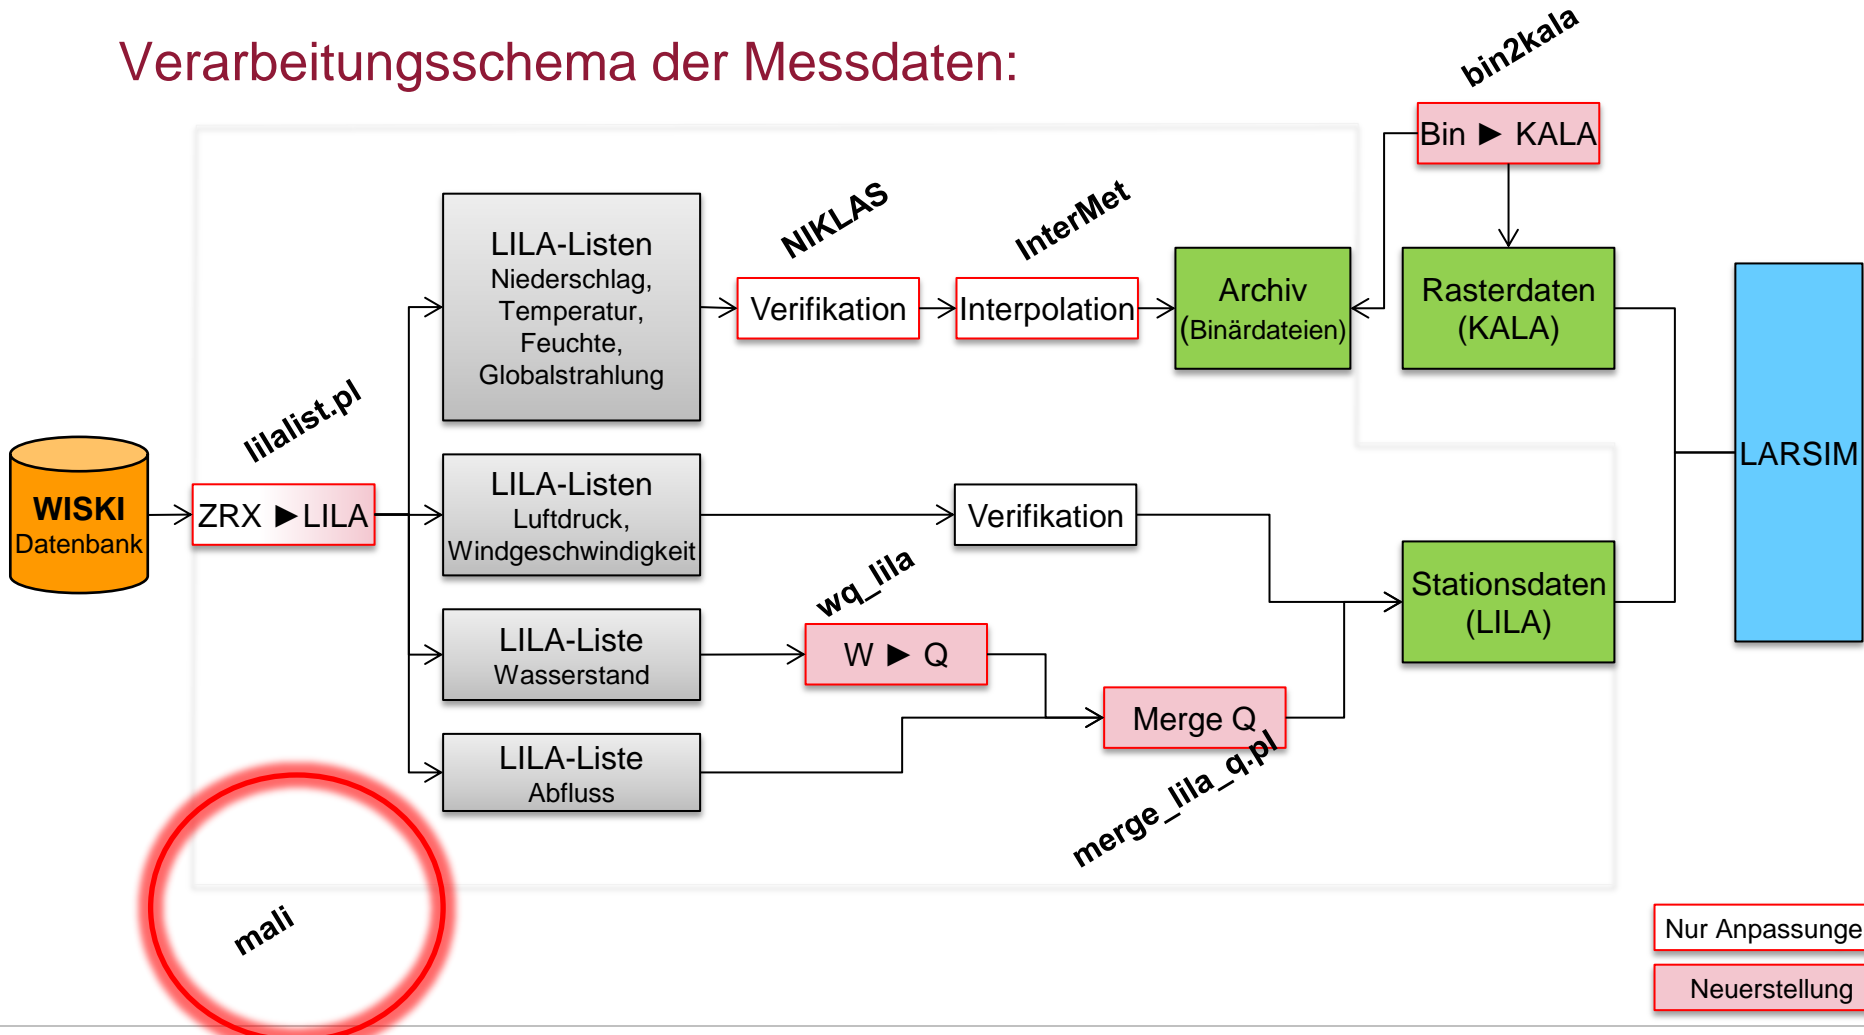 Verarbeitungsschema der Messdaten:
bin2kala
Bin ► KALA
NIKLAS
InterMet
LILA-Listen
Niederschlag,
Temperatur,
Feuchte,
Globalstrahlung
Verifikation
Interpolation
Archiv
(Binärdateien)
Rasterdaten
(KALA)
LARSIM
lilalist.pl
WISKI
Datenbank
ZRX ►LILA
LILA-Listen
Luftdruck,
Windgeschwindigkeit
Verifikation
Stationsdaten
(LILA)
wq_lila
LILA-Liste
Wasserstand
W ► Q
Merge Q
merge_lila_q.pl
LILA-Liste
Abfluss
mali
Nur Anpassunge
Neuerstellung